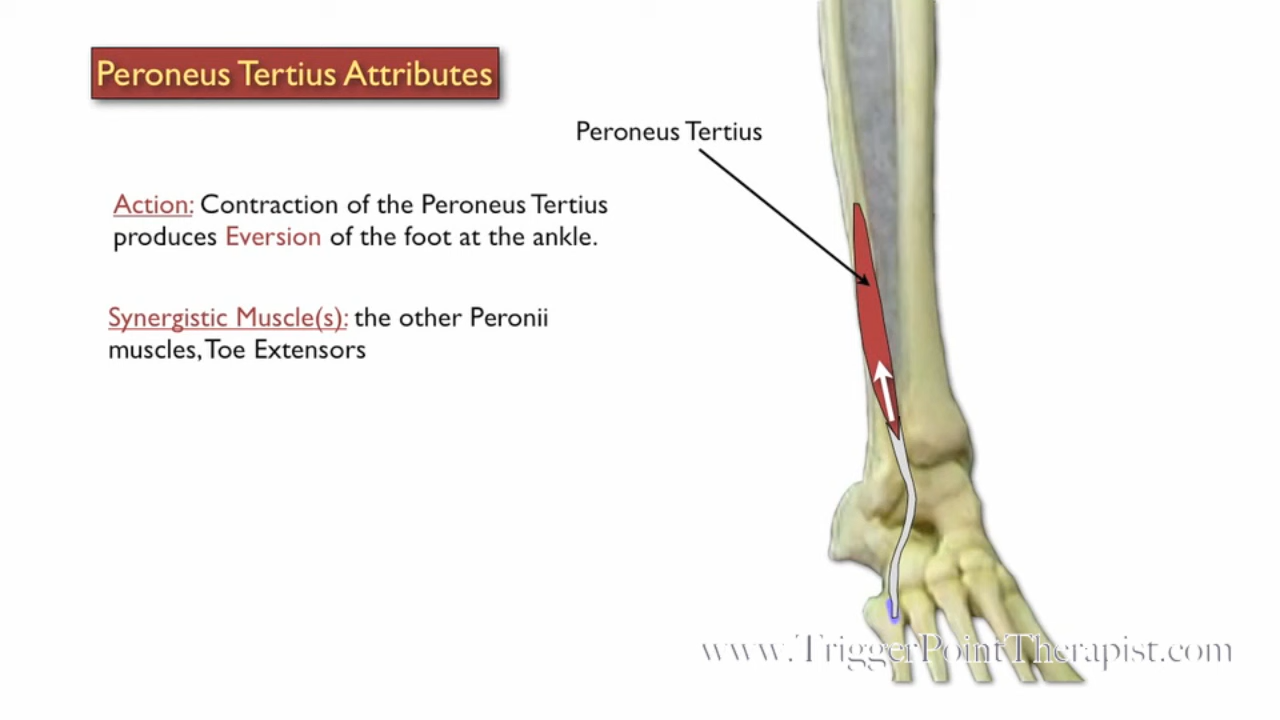 Peroneus Tertius Attributes
Peroneus Tertius
Action: Contraction of the Peroneus Tertius
produces Eversion of the foot at the ankle.
Synergistic Muscle(s): the other Peronii
muscles, Toe Extensors
www.TriggerPointTherapist.com